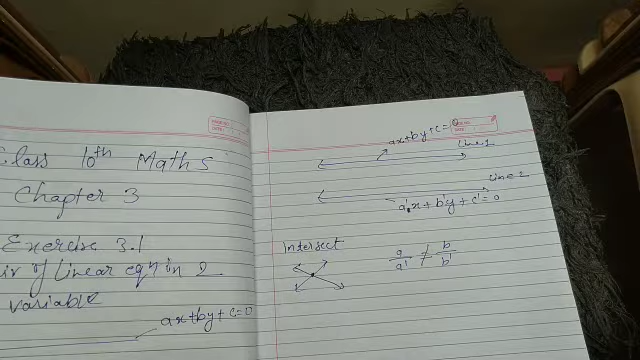 Class 10th Maths
Chapter 3
Exercise 3.1
ir of linear eqn in 2
variable
ax+by+c=0
ax+by+c=0
Line 1
Line 2
a'x+b'y+c'=0
Intersect
a/a' ≠ b/b'